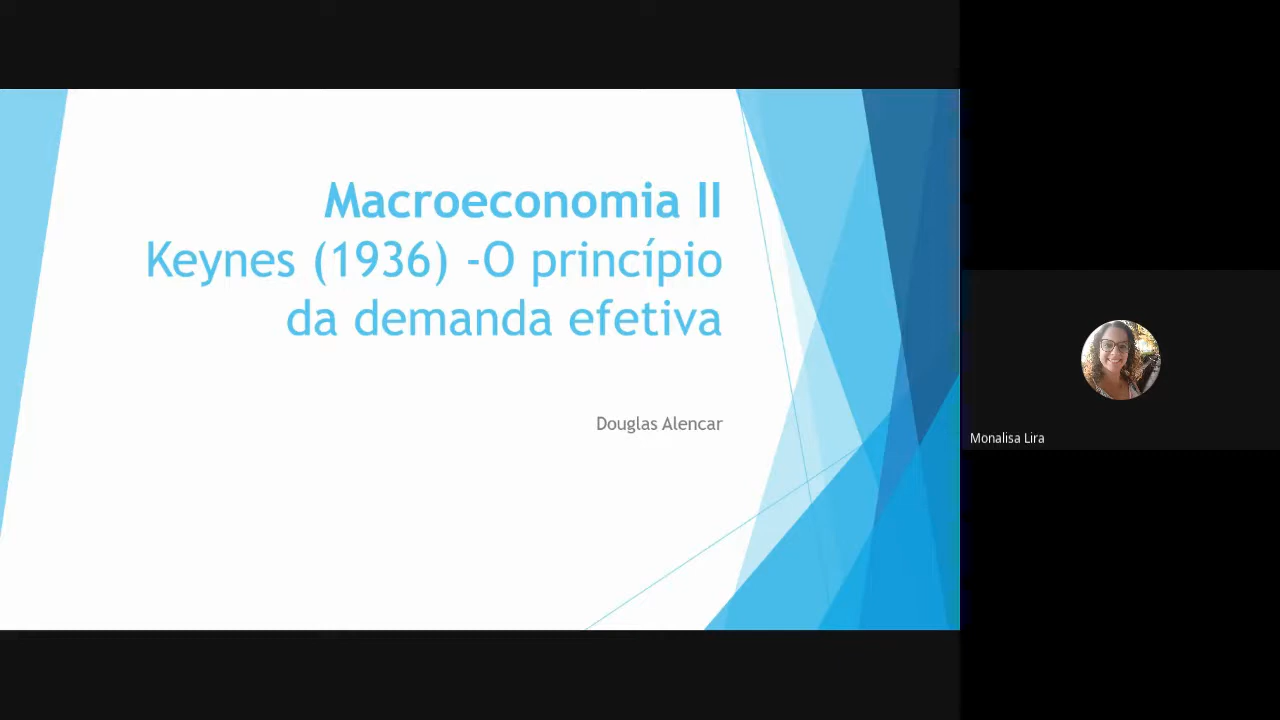 Macroeconomia II
Keynes (1936) -O princípio
da demanda efetiva
Douglas Alencar
Monalisa Lira